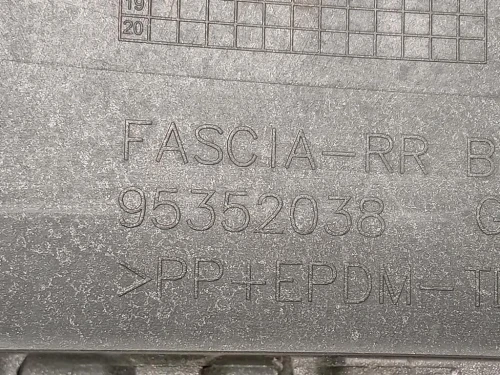 19
20
FASCIA-RR B
95352038
>PP+EPDM-T